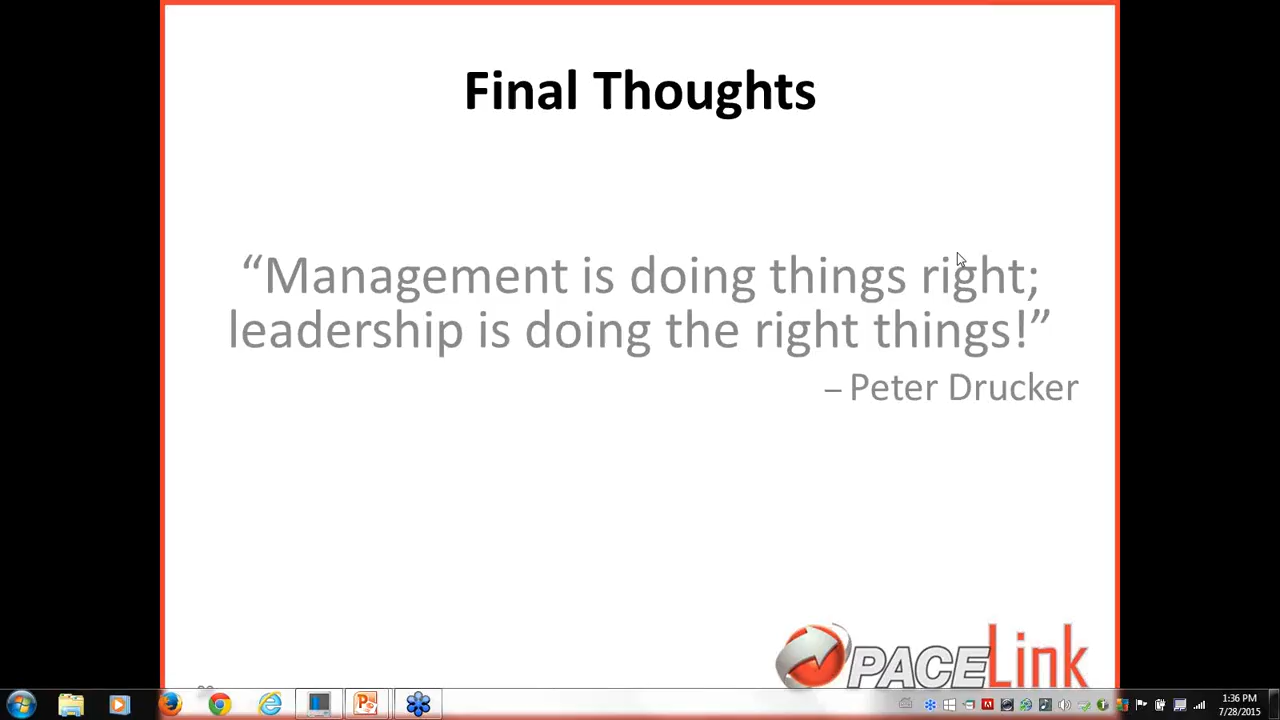 Final Thoughts
“Management is doing things right;
leadership is doing the right things!”
– Peter Drucker
PACELink
1:36 PM
7/28/2015